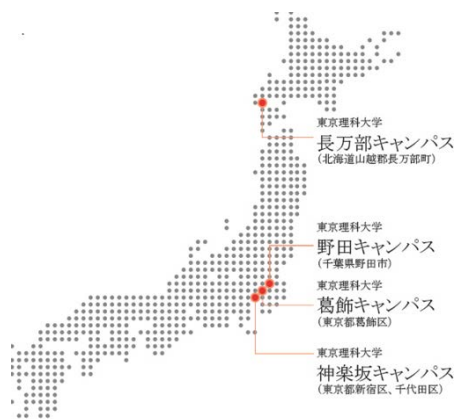 東京理科大学
長万部キャンパス
（北海道山越郡長万部町）
東京理科大学
野田キャンパス
（千葉県野田市）
東京理科大学
葛飾キャンパス
（東京都葛飾区）
東京理科大学
神楽坂キャンパス
（東京都新宿区、千代田区）